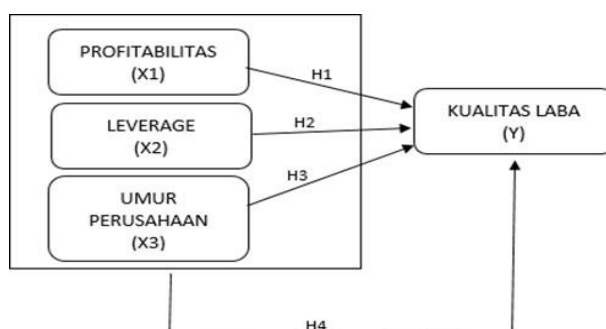 PROFITABILITAS
(X1)
H1
LEVERAGE
(X2)
H2
UMUR
PERUSAHAAN
(X3)
H3
KUALITAS LABA
(Y)
H4